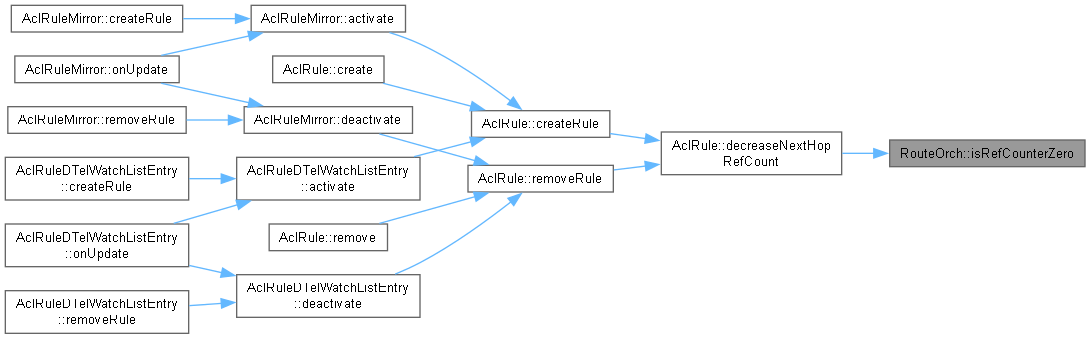 AclRuleMirror::createRule
AclRuleMirror::activate
AclRuleMirror::onUpdate
AclRule::create
AclRuleMirror::removeRule
AclRuleMirror::deactivate
AclRule::createRule
AclRule::decreaseNextHop
RefCount
RouteOrch::isRefCounterZero
AclRuleDTelWatchListEntry
::createRule
AclRuleDTelWatchListEntry
::activate
AclRule::removeRule
AclRuleDTelWatchListEntry
::onUpdate
AclRule::remove
AclRuleDTelWatchListEntry
::removeRule
AclRuleDTelWatchListEntry
::deactivate